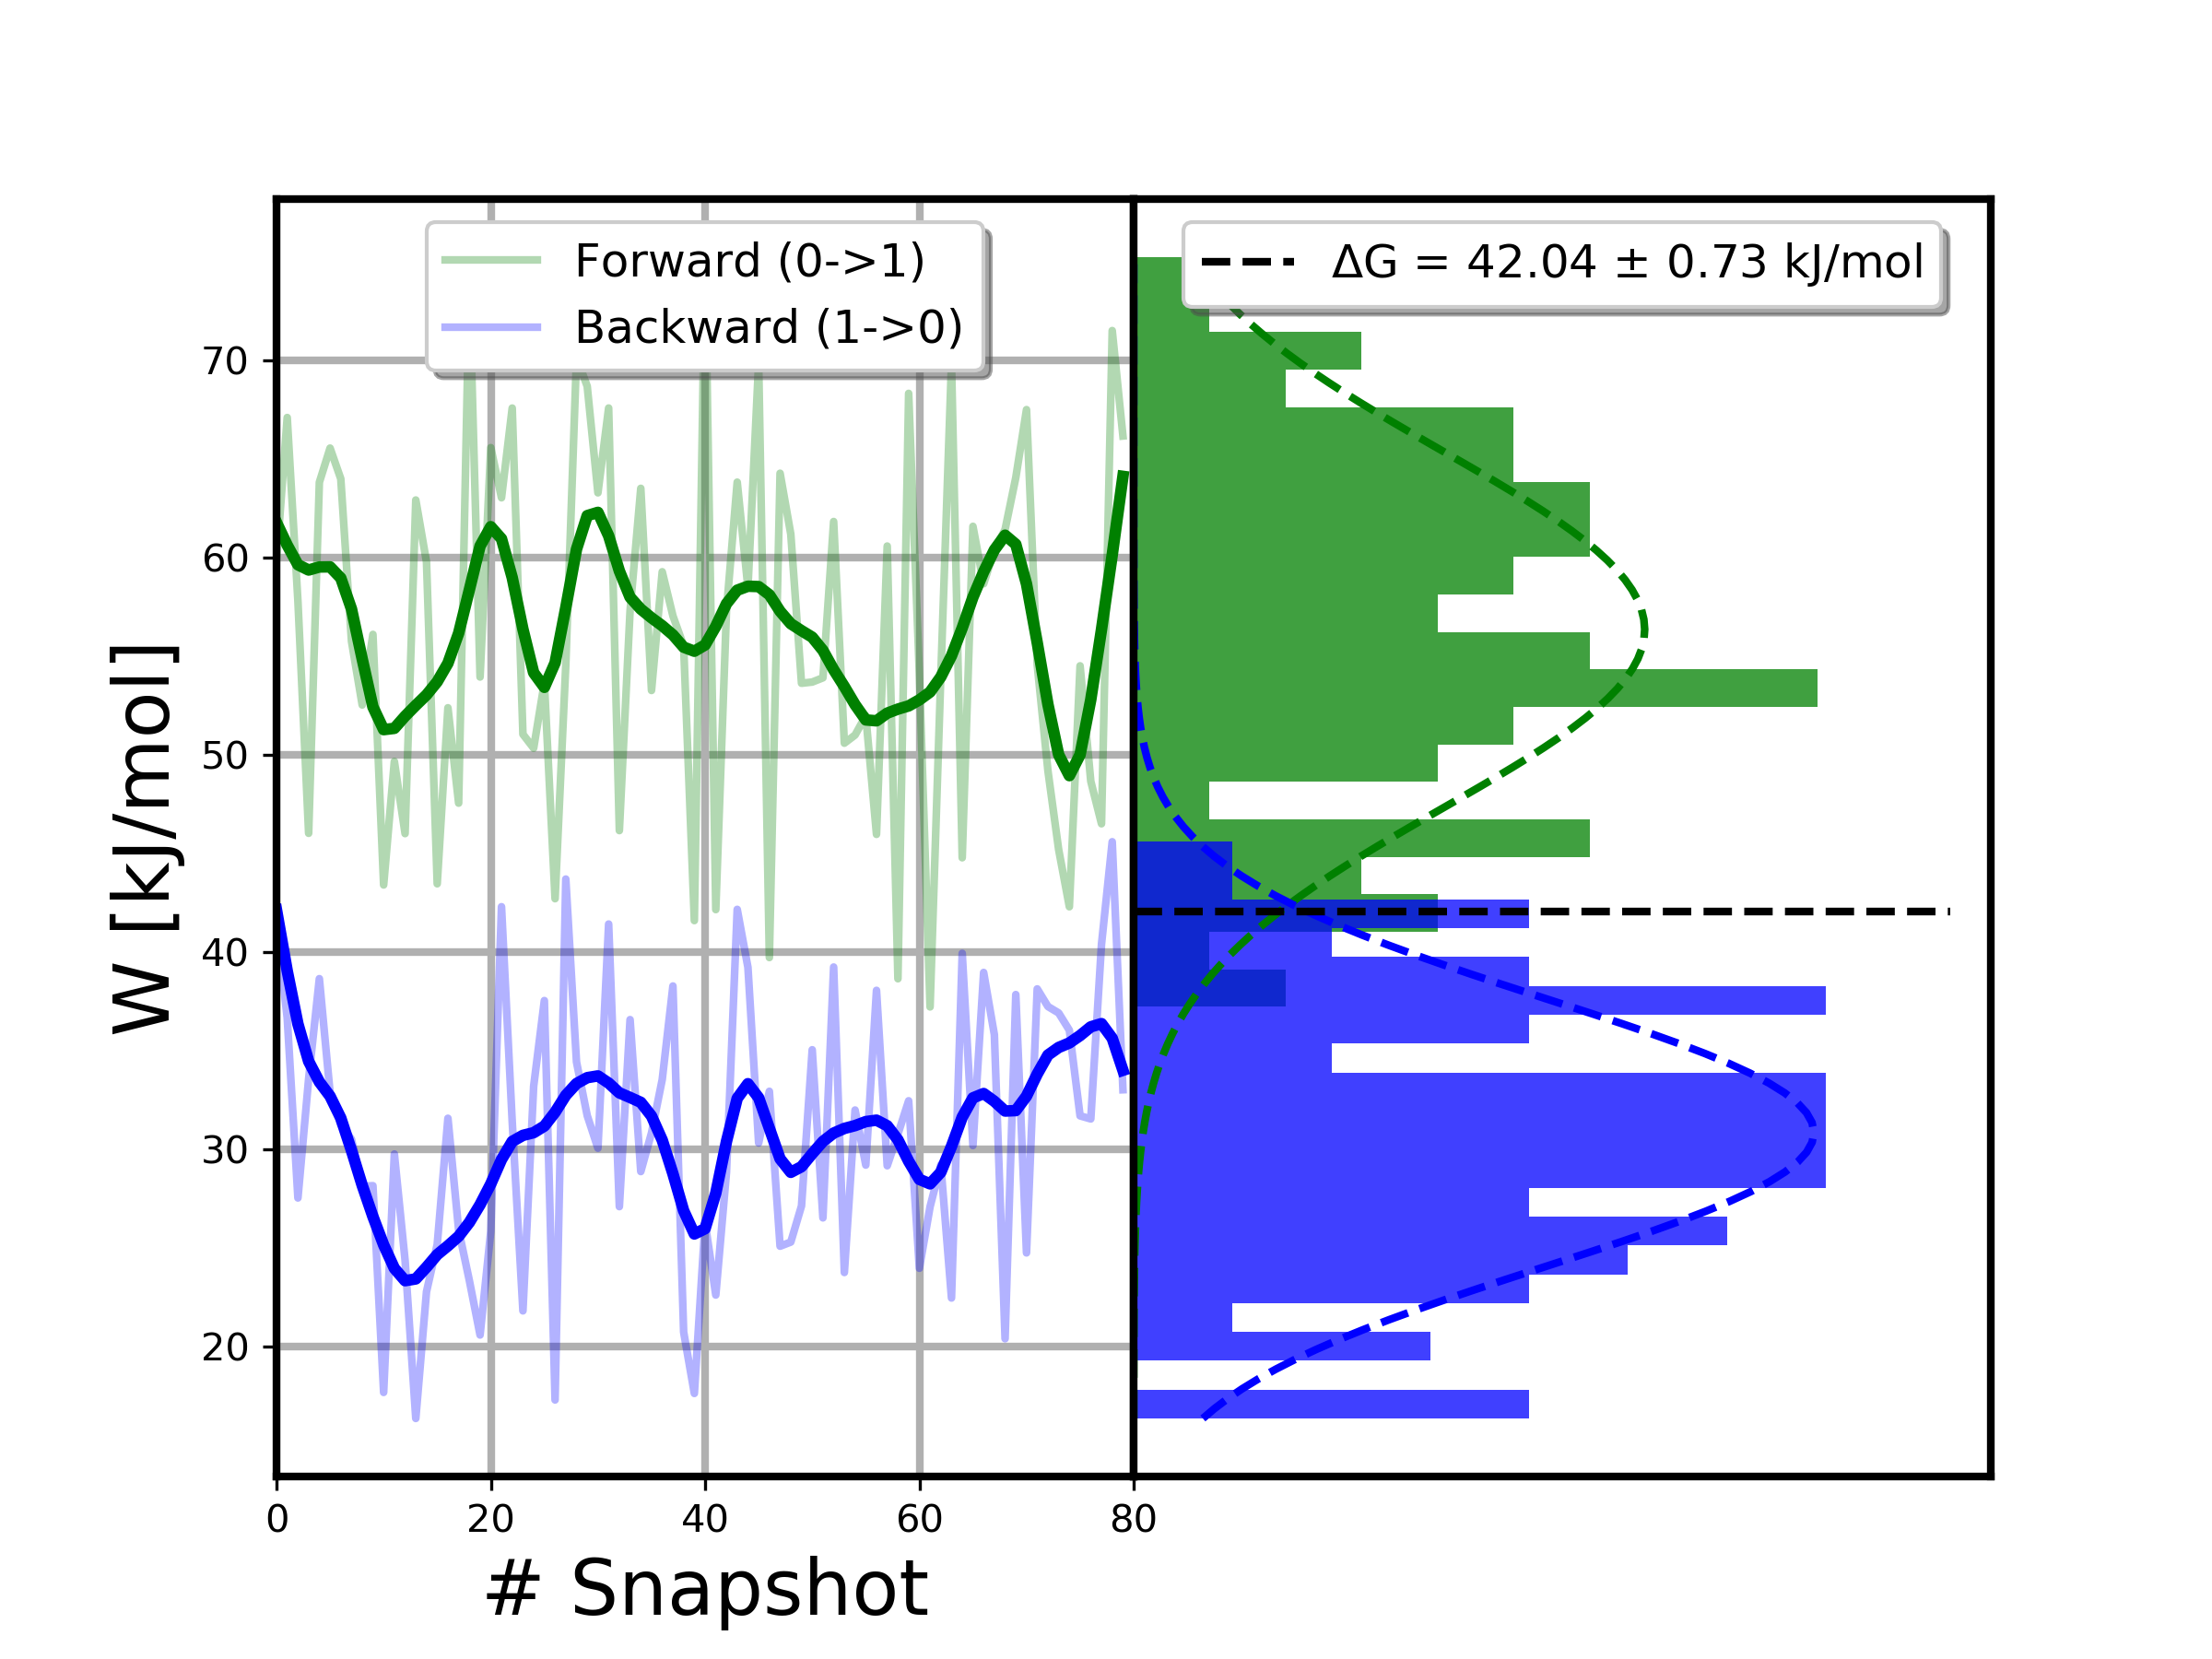 Forward (0->1)
Backward (1->0)
ΔG = 42.04 ± 0.73 kJ/mol
W [kJ/mol]
70
60
50
40
30
20
0 20 40 60 80
# Snapshot